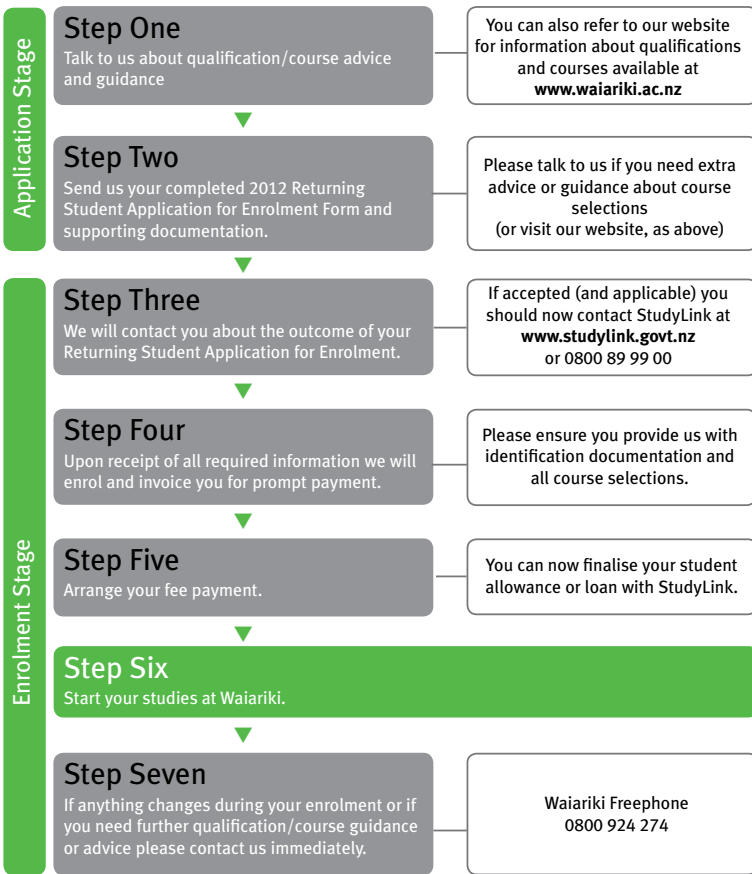 Application Stage
Step One
Talk to us about qualification/course advice
and guidance
You can also refer to our website
for information about qualifications
and courses available at
www.waiariki.ac.nz
Step Two
Send us your completed 2012 Returning
Student Application for Enrolment Form and
supporting documentation.
Please talk to us if you need extra
advice or guidance about course
selections
(or visit our website, as above)
Enrolment Stage
Step Three
We will contact you about the outcome of your
Returning Student Application for Enrolment.
If accepted (and applicable) you
should now contact StudyLink at
www.studylink.govt.nz
or 0800 89 99 00
Step Four
Upon receipt of all required information we will
enrol and invoice you for prompt payment.
Please ensure you provide us with
identification documentation and
all course selections.
Step Five
Arrange your fee payment.
You can now finalise your student
allowance or loan with StudyLink.
Step Six
Start your studies at Waiariki.
Step Seven
If anything changes during your enrolment or if
you need further qualification/course guidance
or advice please contact us immediately.
Waiariki Freephone
0800 924 274